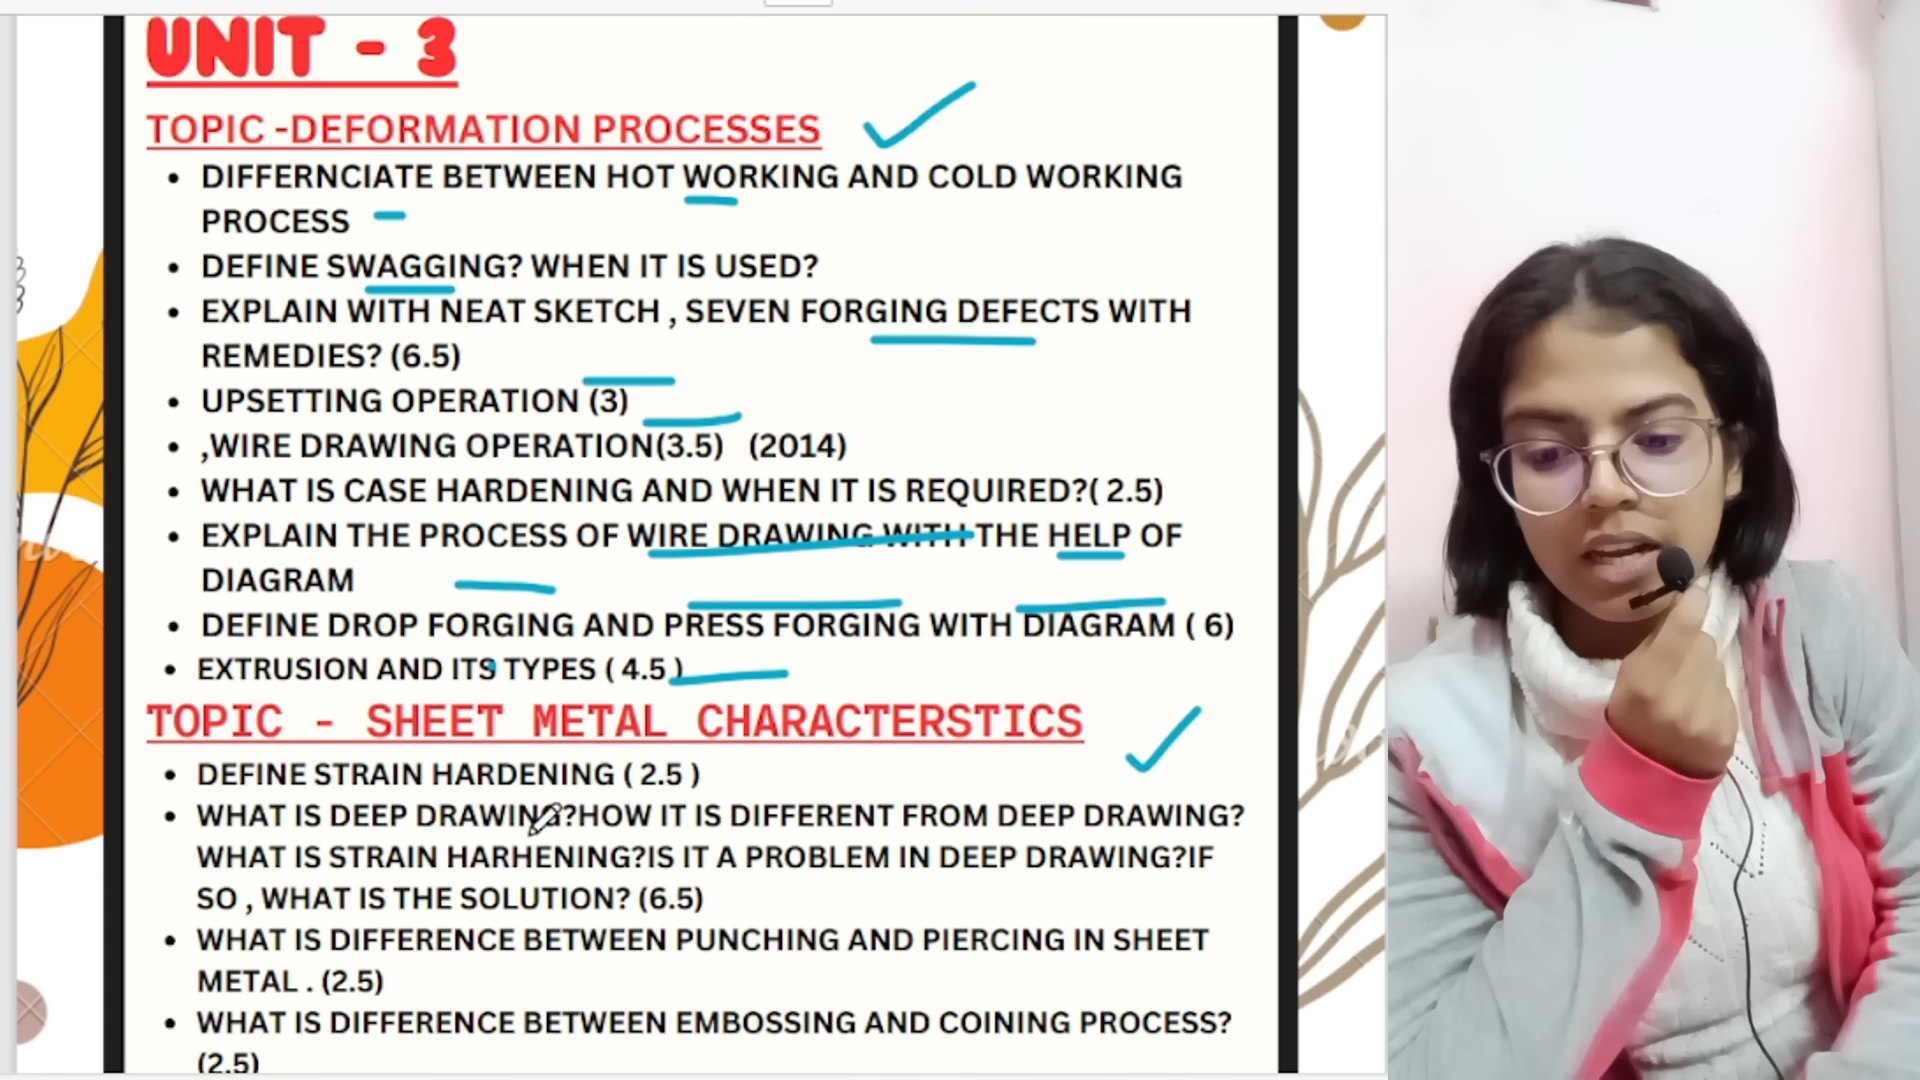 UNIT - 3
TOPIC -DEFORMATION PROCESSES
• DIFFERNCIATE BETWEEN HOT WORKING AND COLD WORKING
PROCESS
• DEFINE SWAGGING? WHEN IT IS USED?
• EXPLAIN WITH NEAT SKETCH , SEVEN FORGING DEFECTS WITH
REMEDIES? (6.5)
• UPSETTING OPERATION (3)
• ,WIRE DRAWING OPERATION(3.5) (2014)
• WHAT IS CASE HARDENING AND WHEN IT IS REQUIRED?( 2.5)
• EXPLAIN THE PROCESS OF WIRE DRAWING WITH THE HELP OF
DIAGRAM
• DEFINE DROP FORGING AND PRESS FORGING WITH DIAGRAM ( 6)
• EXTRUSION AND ITS TYPES ( 4.5 )
TOPIC - SHEET METAL CHARACTERSTICS
• DEFINE STRAIN HARDENING ( 2.5 )
• WHAT IS DEEP DRAWING?HOW IT IS DIFFERENT FROM DEEP DRAWING?
WHAT IS STRAIN HARHENING?IS IT A PROBLEM IN DEEP DRAWING?IF
SO , WHAT IS THE SOLUTION? (6.5)
• WHAT IS DIFFERENCE BETWEEN PUNCHING AND PIERCING IN SHEET
METAL . (2.5)
• WHAT IS DIFFERENCE BETWEEN EMBOSSING AND COINING PROCESS?
(2.5)